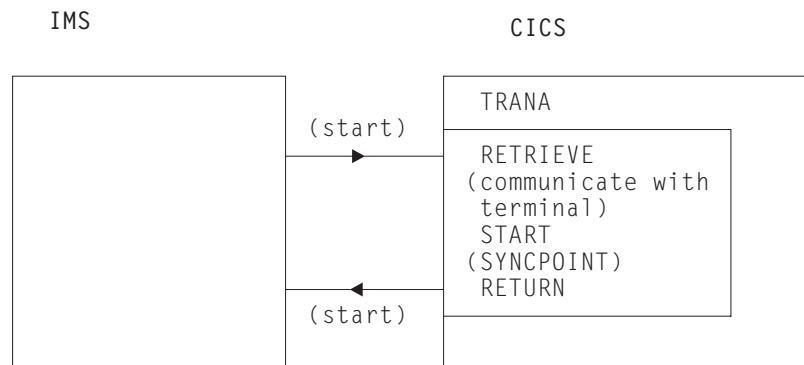 IMS
CICS
TRANA
(start)
RETRIEVE
(communicate with
terminal)
START
(SYNCPOINT)
RETURN
(start)